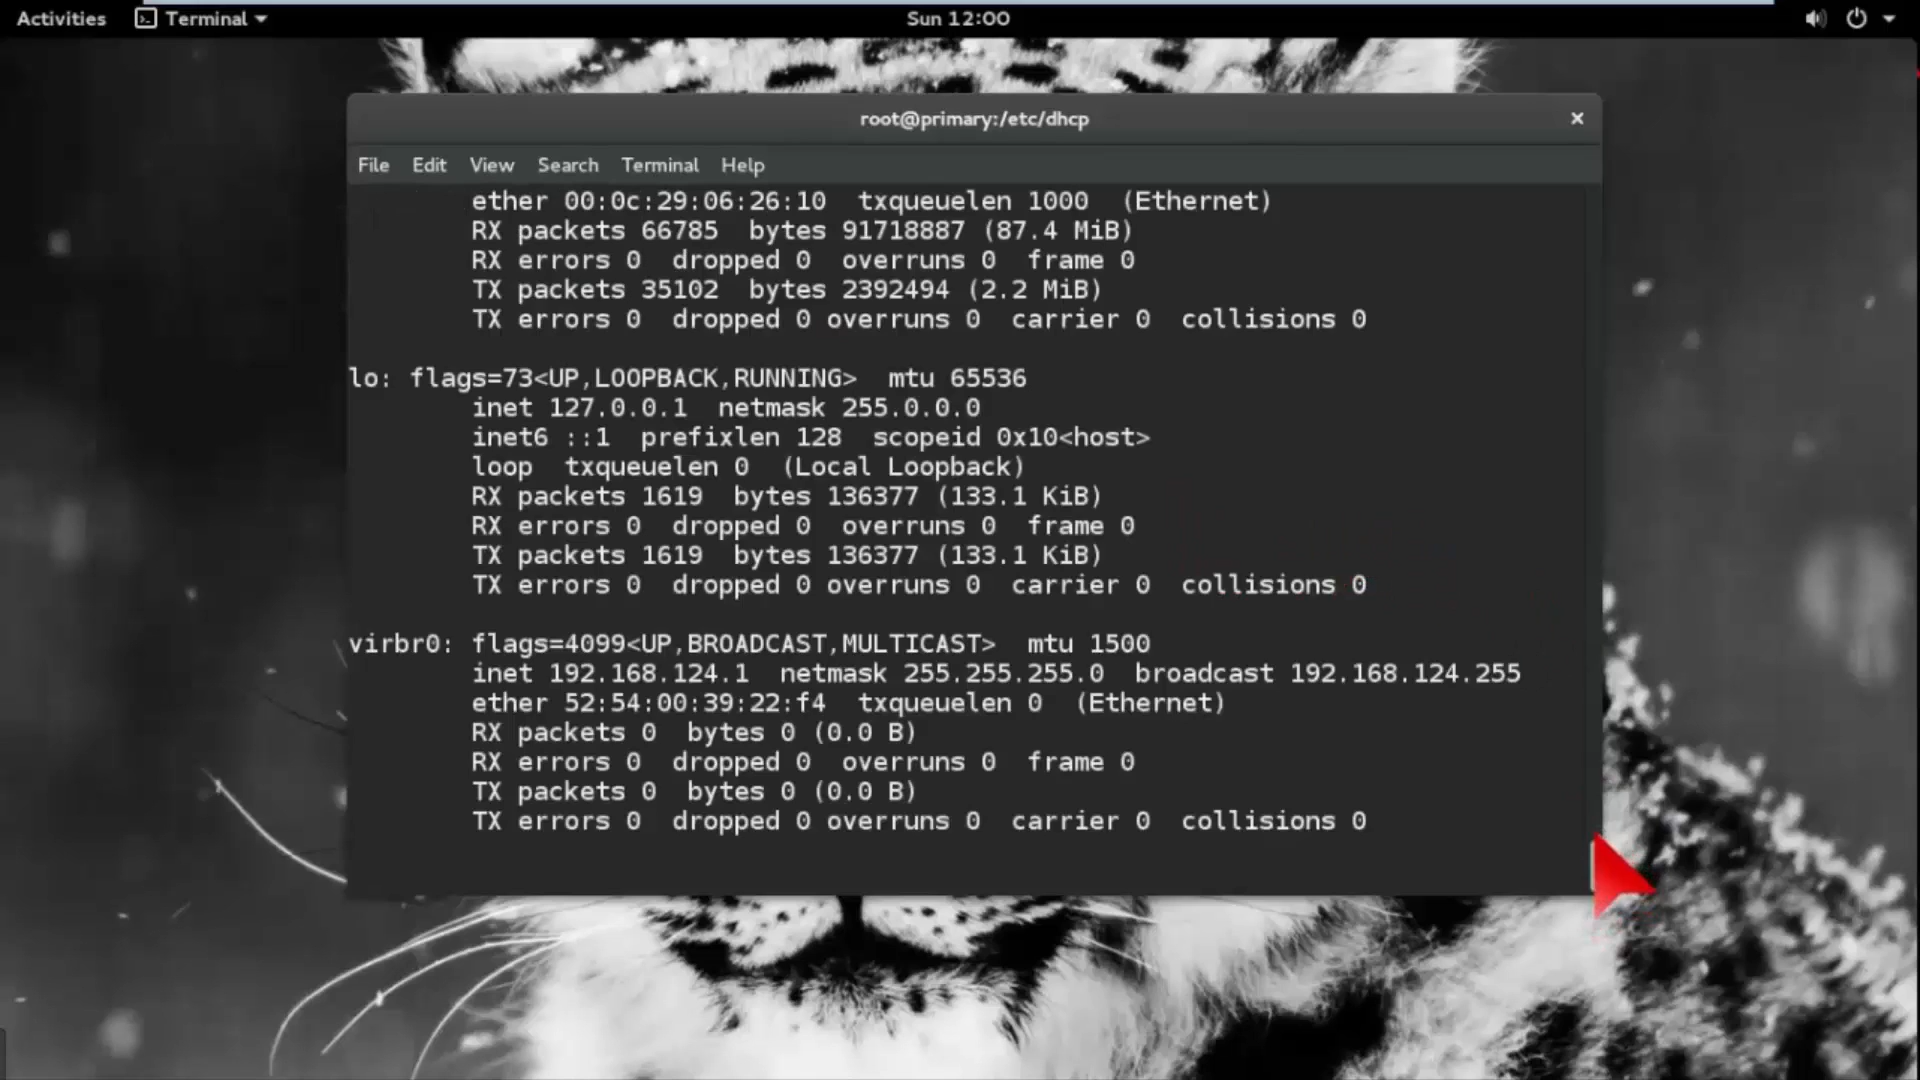 Activities Terminal Sun 12:00
root@primary:/etc/dhcp
File Edit View Search Terminal Help
ether 00:0c:29:06:26:10 txqueuelen 1000 (Ethernet)
RX packets 66785 bytes 91718887 (87.4 MiB)
RX errors 0 dropped 0 overruns 0 frame 0
TX packets 35102 bytes 2392494 (2.2 MiB)
TX errors 0 dropped 0 overruns 0 carrier 0 collisions 0
lo: flags=73<UP,LOOPBACK,RUNNING> mtu 65536
inet 127.0.0.1 netmask 255.0.0.0
inet6 ::1 prefixlen 128 scopeid 0x10<host>
loop txqueuelen 0 (Local Loopback)
RX packets 1619 bytes 136377 (133.1 KiB)
RX errors 0 dropped 0 overruns 0 frame 0
TX packets 1619 bytes 136377 (133.1 KiB)
TX errors 0 dropped 0 overruns 0 carrier 0 collisions 0
virbr0: flags=4099<UP,BROADCAST,MULTICAST> mtu 1500
inet 192.168.124.1 netmask 255.255.255.0 broadcast 192.168.124.255
ether 52:54:00:39:22:f4 txqueuelen 0 (Ethernet)
RX packets 0 bytes 0 (0.0 B)
RX errors 0 dropped 0 overruns 0 frame 0
TX packets 0 bytes 0 (0.0 B)
TX errors 0 dropped 0 overruns 0 carrier 0 collisions 0